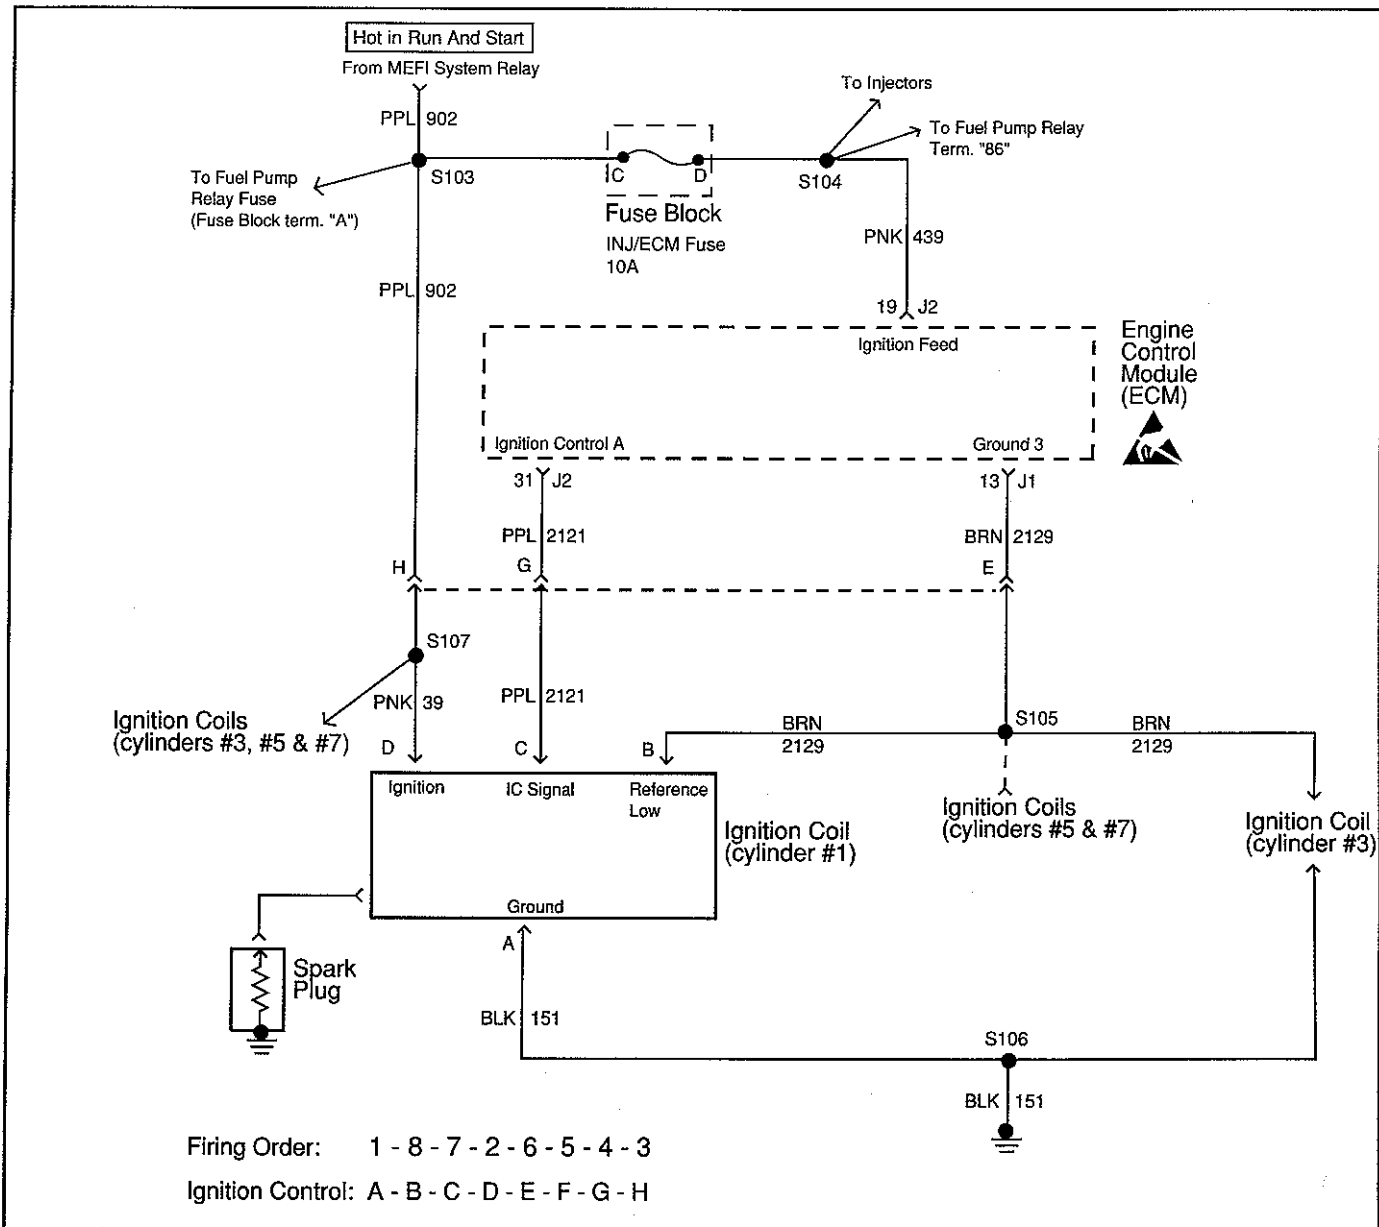 Hot in Run And Start
From MEFI System Relay
PPL 902
To Injectors
To Fuel Pump Relay
Term. "86"
To Fuel Pump
Relay Fuse
(Fuse Block term. "A")
S103
C
D
S104
Fuse Block
INJ/ECM Fuse
10A
PNK 439
PPL 902
19 J2
Ignition Feed
Engine
Control
Module
(ECM)
Ignition Control A
Ground 3
31 J2
13 J1
PPL 2121
BRN 2129
H
G
E
S107
PNK 39
PPL 2121
Ignition Coils
(cylinders #3, #5 & #7)
D
C
B
BRN
2129
S105
BRN
2129
Ignition
IC Signal
Reference
Low
Ignition Coil
(cylinder #1)
Ignition Coils
(cylinders #5 & #7)
Ignition Coil
(cylinder #3)
Ground
A
Spark
Plug
BLK 151
S106
BLK 151
Firing Order: 1 - 8 - 7 - 2 - 6 - 5 - 4 - 3
Ignition Control: A - B - C - D - E - F - G - H